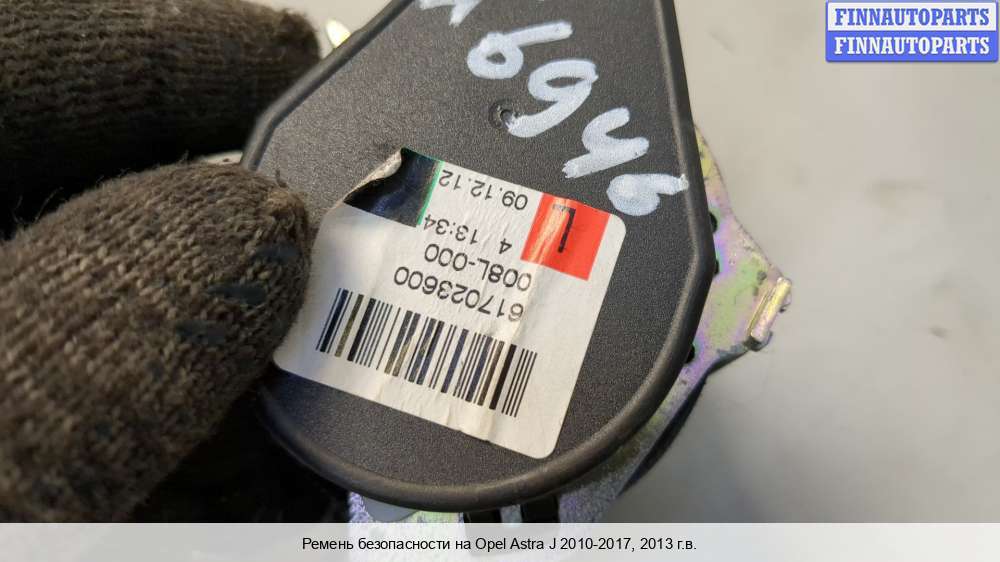 FINNAUTOPARTS
FINNAUTOPARTS
617023600
008L-000
4 13:34
09.12.12
L
Ремень безопасности на Opel Astra J 2010-2017, 2013 г.в.